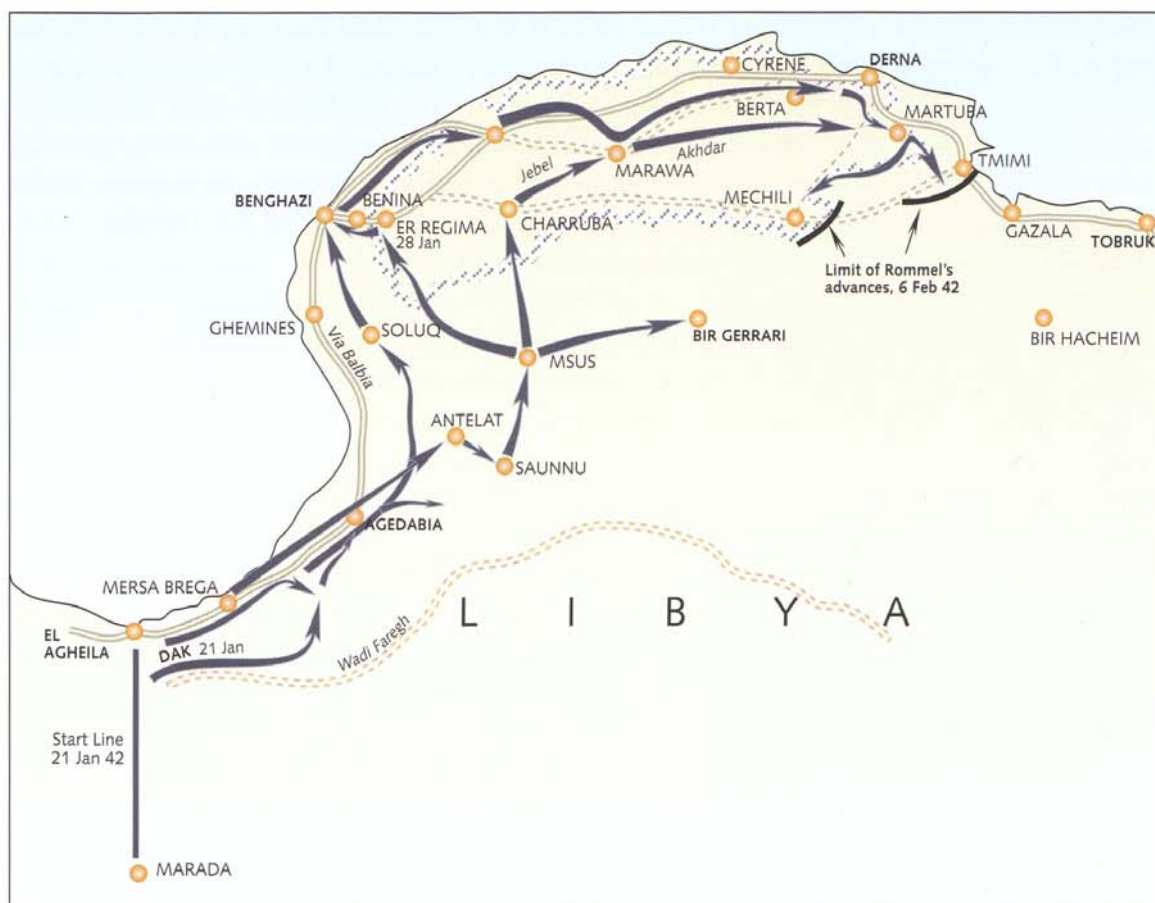 CYRENE
DERNA
BERTA
MARTUBA
Jebel
Akhdar
MARAWA
TMIMI
BENGHAZI
BENINA
ER REGIMA
28 Jan
CHARRUBA
MECHILI
GAZALA
TOBRUK
Limit of Rommel's
advances, 6 Feb 42
GHEMINES
Via Balbia
SOLUQ
MSUS
BIR GERRARI
BIR HACHEIM
ANTELAT
SAUNNU
AGEDABIA
MERSA BREGA
L I B Y A
EL
AGHEILA
DAK 21 Jan
Wadi Faregh
Start Line
21 Jan 42
MARADA